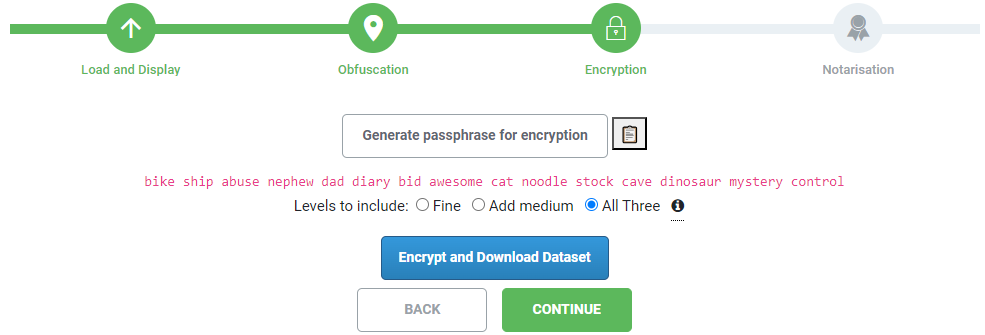 Load and Display Obfuscation Encryption Notarisation
Generate passphrase for encryption
bike ship abuse nephew dad diary bid awesome cat noodle stock cave dinosaur mystery control
Levels to include: Fine Add medium All Three
Encrypt and Download Dataset
BACK CONTINUE